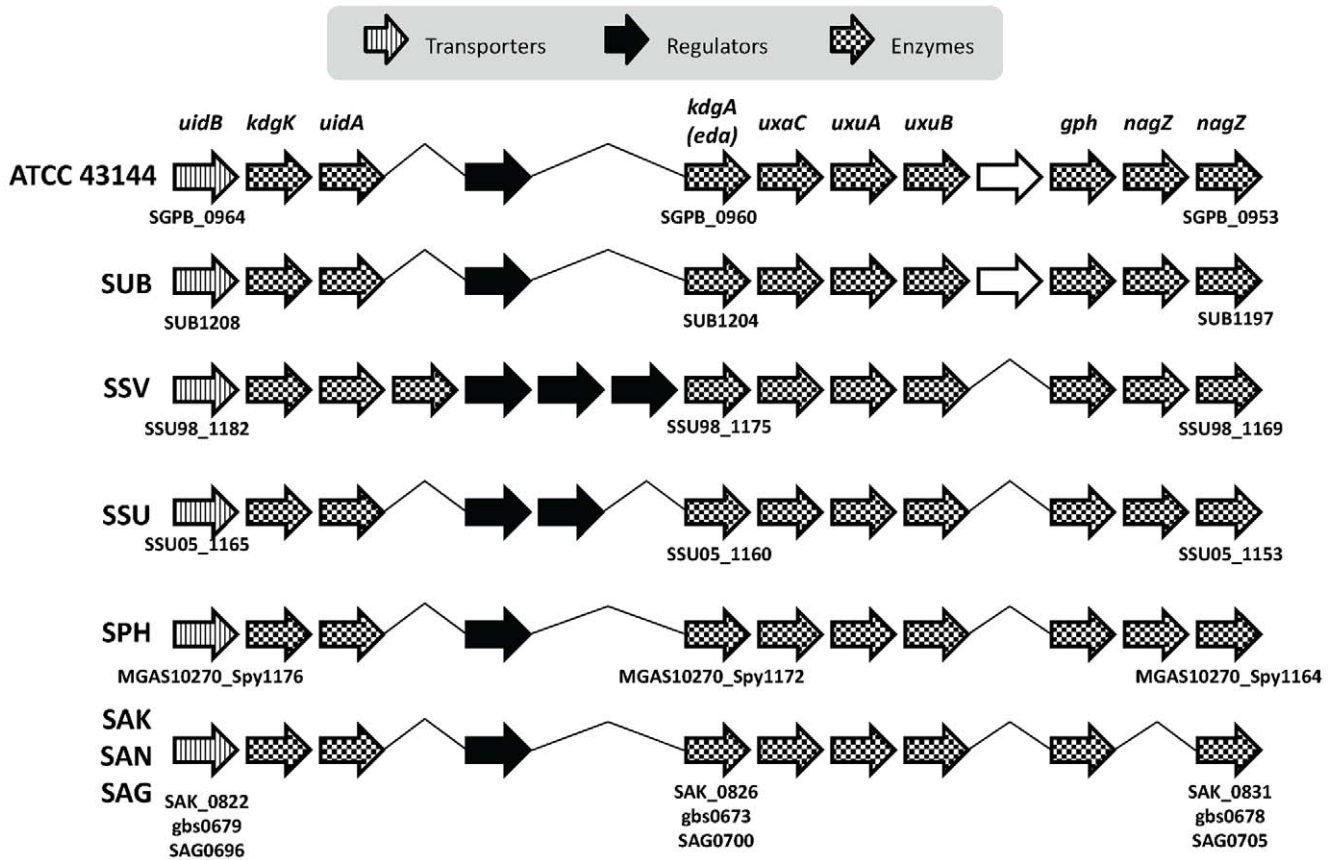 Transporters Regulators Enzymes
uidB kdgK uidA kdgA (eda) uxaC uxuA uxuB gph nagZ nagZ
ATCC 43144
SGPB_0964 SGPB_0960 SGPB_0953
SUB
SUB1208 SUB1204 SUB1197
SSV
SSU98_1182 SSU98_1175 SSU98_1169
SSU
SSU05_1165 SSU05_1160 SSU05_1153
SPH
MGAS10270_Spy1176 MGAS10270_Spy1172 MGAS10270_Spy1164
SAK
SAN
SAG
SAK_0822 SAK_0826 SAK_0831
gbs0679 gbs0673 gbs0678
SAG0696 SAG0700 SAG0705